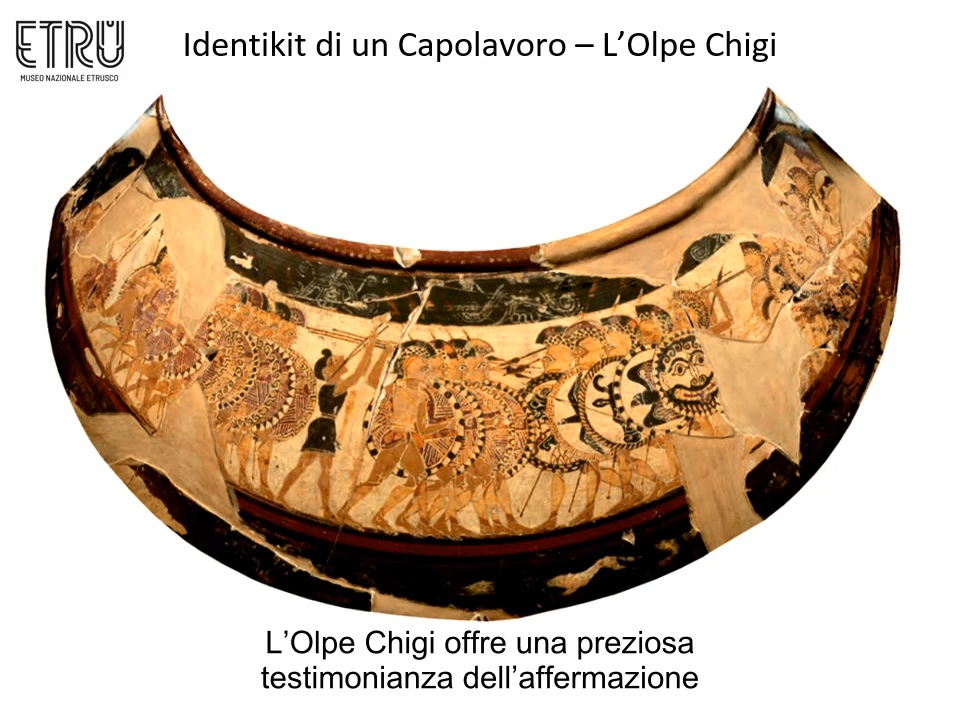 ETRU
MUSEO NAZIONALE ETRUSCO
Identikit di un Capolavoro – L’Olpe Chigi
L’Olpe Chigi offre una preziosa
testimonianza dell’affermazione